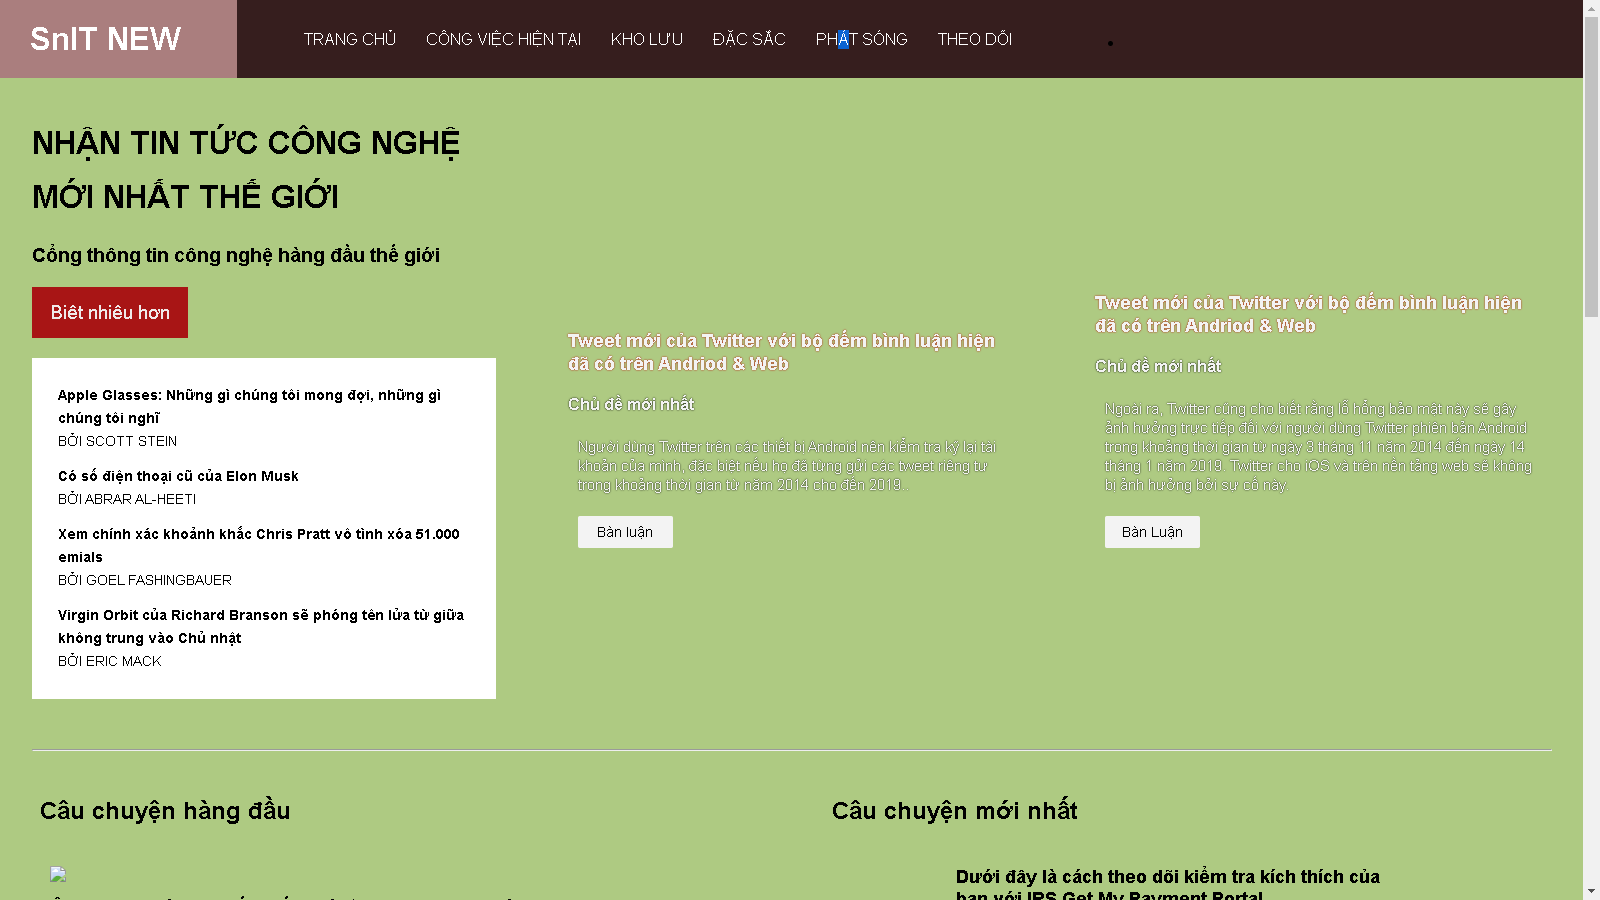 SnIT NEW
TRANG CHỦ CÔNG VIỆC HIỆN TẠI KHO LƯU ĐẶC SẮC PHÁT SÓNG THEO DÕI
NHẬN TIN TỨC CÔNG NGHỆ
MỚI NHẤT THẾ GIỚI
Cổng thông tin công nghệ hàng đầu thế giới
Biêt nhiêu hơn
Apple Glasses: Những gì chúng tôi mong đợi, những gì
chúng tôi nghĩ
BỞI SCOTT STEIN
Có số điện thoại cũ của Elon Musk
BỞI ABRAR AL-HEETI
Xem chính xác khoảnh khắc Chris Pratt vô tình xóa 51.000
emials
BỞI GOEL FASHINGBAUER
Virgin Orbit của Richard Branson sẽ phóng tên lửa từ giữa
không trung vào Chủ nhật
BỞI ERIC MACK
Tweet mới của Twitter với bộ đếm bình luận hiện
đã có trên Andriod & Web
Chủ đề mới nhất
Người dùng Twitter trên các thiết bị Android nên kiểm tra kỹ lại tài
khoản của mình, đặc biệt nếu họ đã từng gửi các tweet riêng tư
trong khoảng thời gian từ năm 2014 cho đến 2019..
Bàn luận
Tweet mới của Twitter với bộ đếm bình luận hiện
đã có trên Andriod & Web
Chủ đề mới nhất
Ngoài ra, Twitter cũng cho biết rằng lỗ hổng bảo mật này sẽ gây
ảnh hưởng trực tiếp đối với người dùng Twitter phiên bản Android
trong khoảng thời gian từ ngày 3 tháng 11 năm 2014 đến ngày 14
tháng 1 năm 2019. Twitter cho iOS và trên nền tảng web sẽ không
bị ảnh hưởng bởi sự cố này.
Bàn Luận
Câu chuyện hàng đầu
Câu chuyện mới nhất
Dưới đây là cách theo dõi kiểm tra kích thích của
bạn với IRS Get My Payment Portal